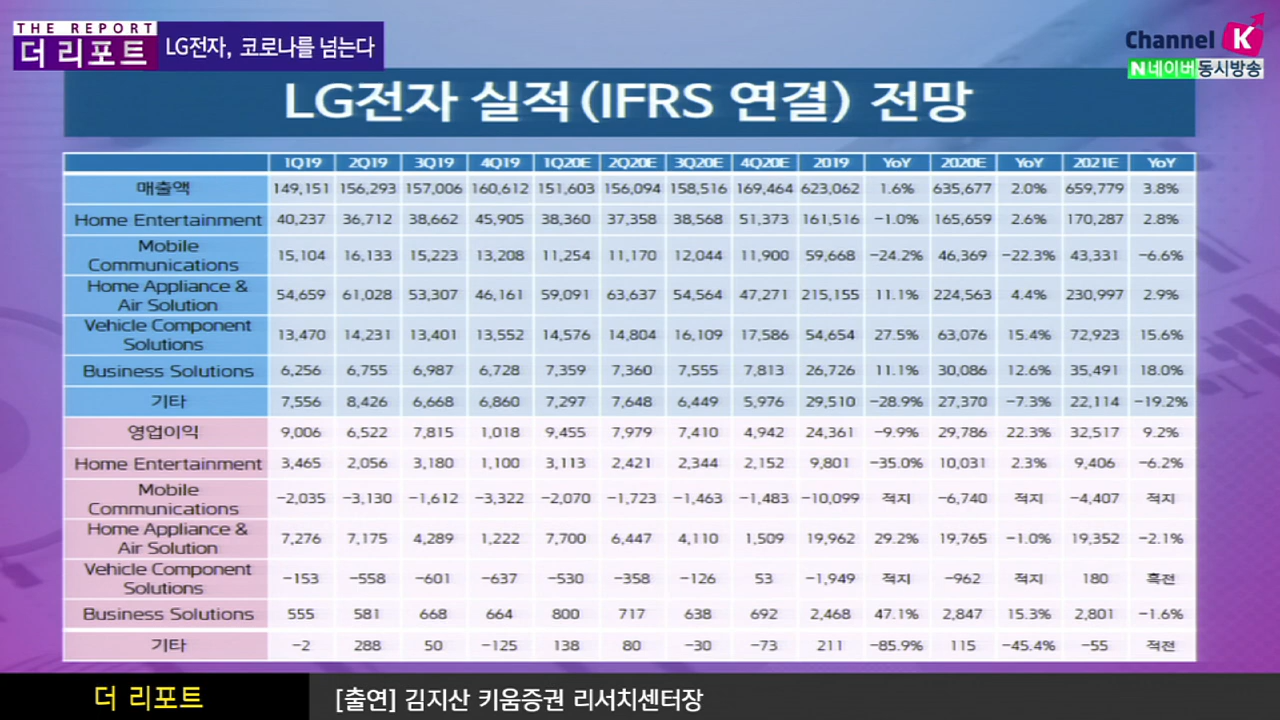 THE REPORT
더 리포트
LG전자, 코로나를 넘는다
Channel K
N 네이버 동시방송
LG전자 실적(IFRS 연결) 전망
1Q19 2Q19 3Q19 4Q19 1Q20E 2Q20E 3Q20E 4Q20E 2019 YoY 2020E YoY 2021E YoY
매출액 149,151 156,293 157,006 160,612 151,603 156,094 158,516 169,464 623,062 1.6% 635,677 2.0% 659,779 3.8%
Home Entertainment 40,237 36,712 38,662 45,905 38,360 37,358 38,568 51,373 161,516 -1.0% 165,659 2.6% 170,287 2.8%
Mobile
Communications 15,104 16,133 15,223 13,208 11,254 11,170 12,044 11,900 59,668 -24.2% 46,369 -22.3% 43,331 -6.6%
Home Appliance &
Air Solution 54,659 61,028 53,307 46,161 59,091 63,637 54,564 47,271 215,155 11.1% 224,563 4.4% 230,997 2.9%
Vehicle Component
Solutions 13,470 14,231 13,401 13,552 14,576 14,804 16,109 17,586 54,654 27.5% 63,076 15.4% 72,923 15.6%
Business Solutions 6,256 6,755 6,987 6,728 7,359 7,360 7,555 7,813 26,726 11.1% 30,086 12.6% 35,491 18.0%
기타 7,556 8,426 6,668 6,860 7,297 7,648 6,449 5,976 29,510 -28.9% 27,370 -7.3% 22,114 -19.2%
영업이익 9,006 6,522 7,815 1,018 9,455 7,979 7,410 4,942 24,361 -9.9% 29,786 22.3% 32,517 9.2%
Home Entertainment 3,465 2,056 3,180 1,100 3,113 2,421 2,344 2,152 9,801 -35.0% 10,031 2.3% 9,406 -6.2%
Mobile
Communications -2,035 -3,130 -1,612 -3,322 -2,070 -1,723 -1,463 -1,483 -10,099 적지 -6,740 적지 -4,407 적지
Home Appliance &
Air Solution 7,276 7,175 4,289 1,222 7,700 6,447 4,110 1,509 19,962 29.2% 19,765 -1.0% 19,352 -2.1%
Vehicle Component
Solutions -153 -558 -601 -637 -530 -358 -126 53 -1,949 적지 -962 적지 180 흑전
Business Solutions 555 581 668 664 800 717 638 692 2,468 47.1% 2,847 15.3% 2,801 -1.6%
기타 -2 288 50 -125 138 80 -30 -73 211 -85.9% 115 -45.4% -55 적전
더 리포트
[출연] 김지산 키움증권 리서치센터장